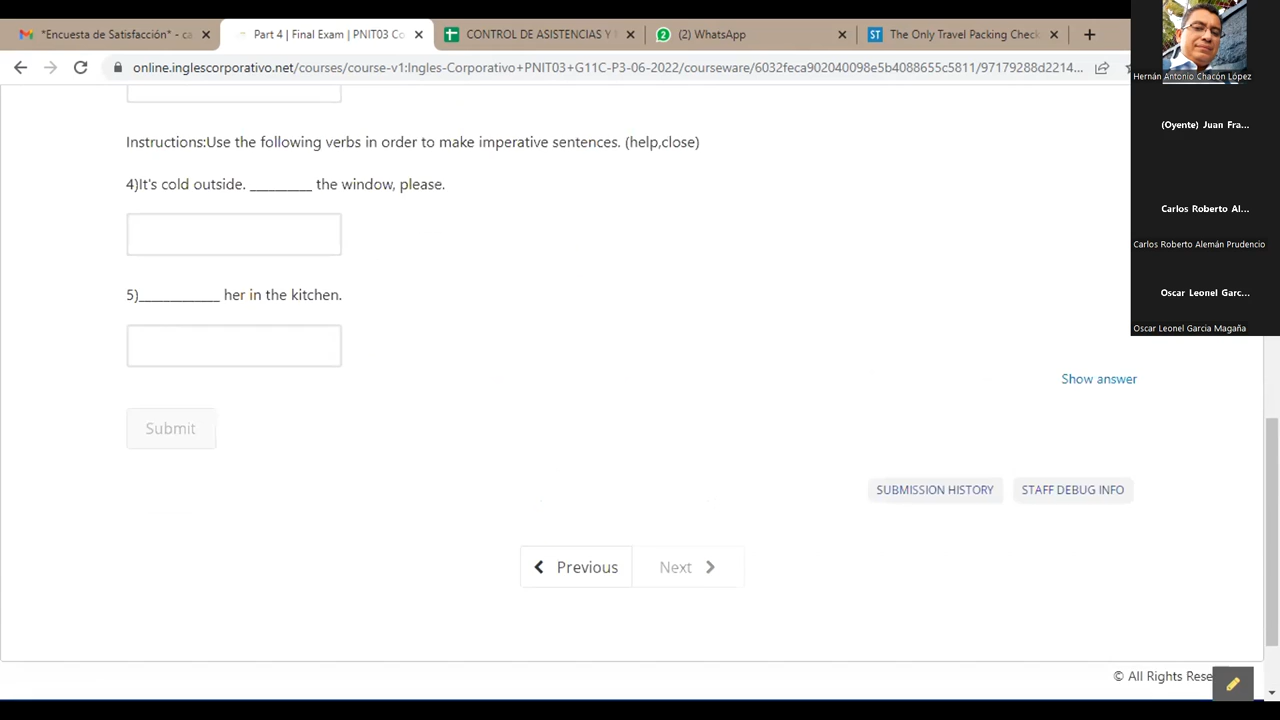 *Encuesta de Satisfacción* - ca
Part 4 | Final Exam | PNIT03 Co
CONTROL DE ASISTENCIAS Y
(2) WhatsApp
ST The Only Travel Packing Check
online.inglescorporativo.net/courses/course-v1:Ingles-Corporativo+PNIT03+G11C-P3-06-2022/courseware/6032feca902040098e5b4088655c5811/97179288d2214...
Hernán Antonio Chacón López
(Oyente) Juan Fra...
Instructions:Use the following verbs in order to make imperative sentences. (help,close)
4)It's cold outside. __________ the window, please.
Carlos Roberto Al...
Carlos Roberto Alemán Prudencio
5)_____________ her in the kitchen.
Oscar Leonel Garc...
Oscar Leonel Garcia Magaña
Show answer
Submit
SUBMISSION HISTORY
STAFF DEBUG INFO
Previous
Next
© All Rights Rese